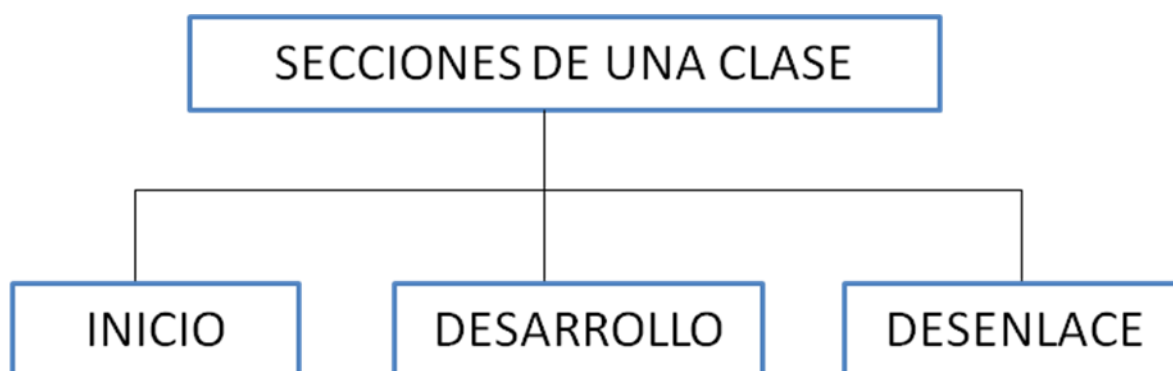 SECCIONES DE UNA CLASE
INICIO
DESARROLLO
DESENLACE